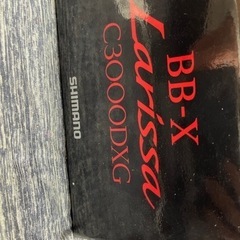 BB-X
Larissa
C3000DXG
SHIMANO